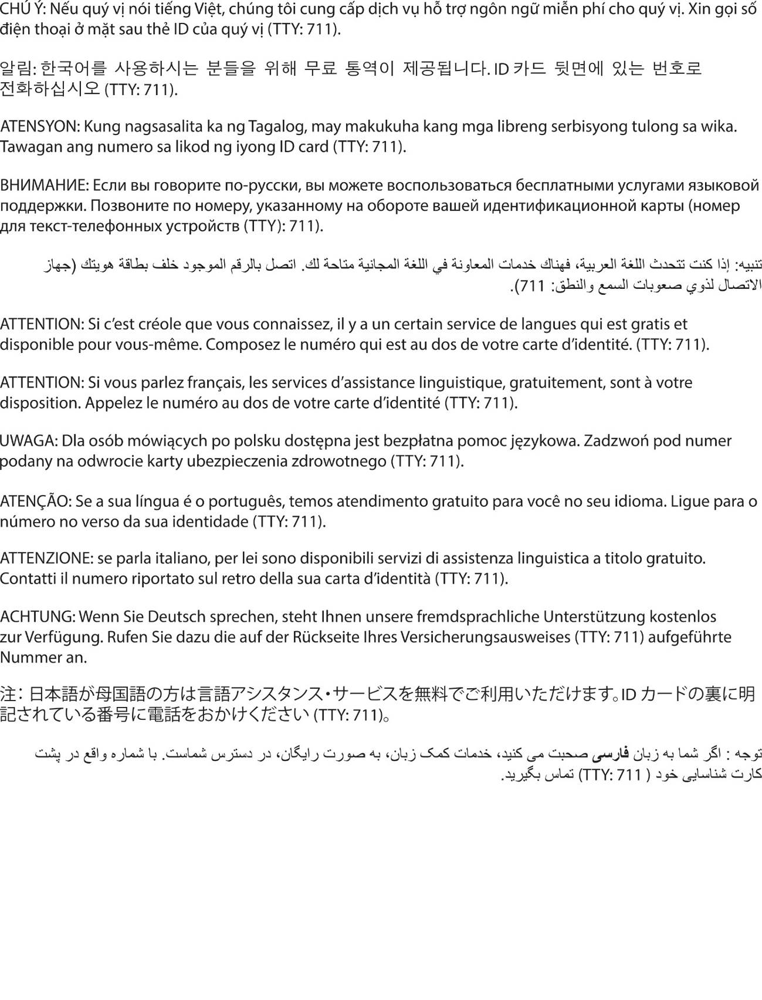 CHÚ Ý: Nếu quý vị nói tiếng Việt, chúng tôi cung cấp dịch vụ hỗ trợ ngôn ngữ miễn phí cho quý vị. Xin gọi số
điện thoại ở mặt sau thẻ ID của quý vị (TTY: 711).
알림: 한국어를 사용하시는 분들을 위해 무료 통역이 제공됩니다. ID 카드 뒷면에 있는 번호로
전화하십시오 (TTY: 711).
ATENSYON: Kung nagsasalita ka ng Tagalog, may makukuha kang mga libreng serbisyong tulong sa wika.
Tawagan ang numero sa likod ng iyong ID card (TTY: 711).
ВНИМАНИЕ: Если вы говорите по-русски, вы можете воспользоваться бесплатными услугами языковой
поддержки. Позвоните по номеру, указанному на обороте вашей идентификационной карты (номер
для текст-телефонных устройств (TTY): 711).
تنبيه: إذا كنت تتحدث اللغة العربية، فهناك خدمات المعاونة في اللغة المجانية متاحة لك. اتصل بالرقم الموجود خلف بطاقة هويتك (جهاز
الاتصال لذوي صعوبات السمع والنطق: 711).
ATTENTION: Si c’est créole que vous connaissez, il y a un certain service de langues qui est gratis et
disponible pour vous-même. Composez le numéro qui est au dos de votre carte d’identité. (TTY: 711).
ATTENTION: Si vous parlez français, les services d’assistance linguistique, gratuitement, sont à votre
disposition. Appelez le numéro au dos de votre carte d’identité (TTY: 711).
UWAGA: Dla osób mówiących po polsku dostępna jest bezpłatna pomoc językowa. Zadzwoń pod numer
podany na odwrocie karty ubezpieczenia zdrowotnego (TTY: 711).
ATENÇÃO: Se a sua língua é o português, temos atendimento gratuito para você no seu idioma. Ligue para o
número no verso da sua identidade (TTY: 711).
ATTENZIONE: se parla italiano, per lei sono disponibili servizi di assistenza linguistica a titolo gratuito.
Contatti il numero riportato sul retro della sua carta d’identità (TTY: 711).
ACHTUNG: Wenn Sie Deutsch sprechen, steht Ihnen unsere fremdsprachliche Unterstützung kostenlos
zur Verfügung. Rufen Sie dazu die auf der Rückseite Ihres Versicherungsausweises (TTY: 711) aufgeführte
Nummer an.
注： 日本語が母国語の方は言語アシスタンス・サービスを無料でご利用いただけます。ID カードの裏に明
記されている番号に電話をおかけください (TTY: 711)。
توجه : اگر شما به زبان فارسی صحبت می کنید، خدمات کمک زبان، به صورت رایگان، در دسترس شماست. با شماره واقع در پشت
کارت شناسایی خود ( TTY: 711) تماس بگیرید.